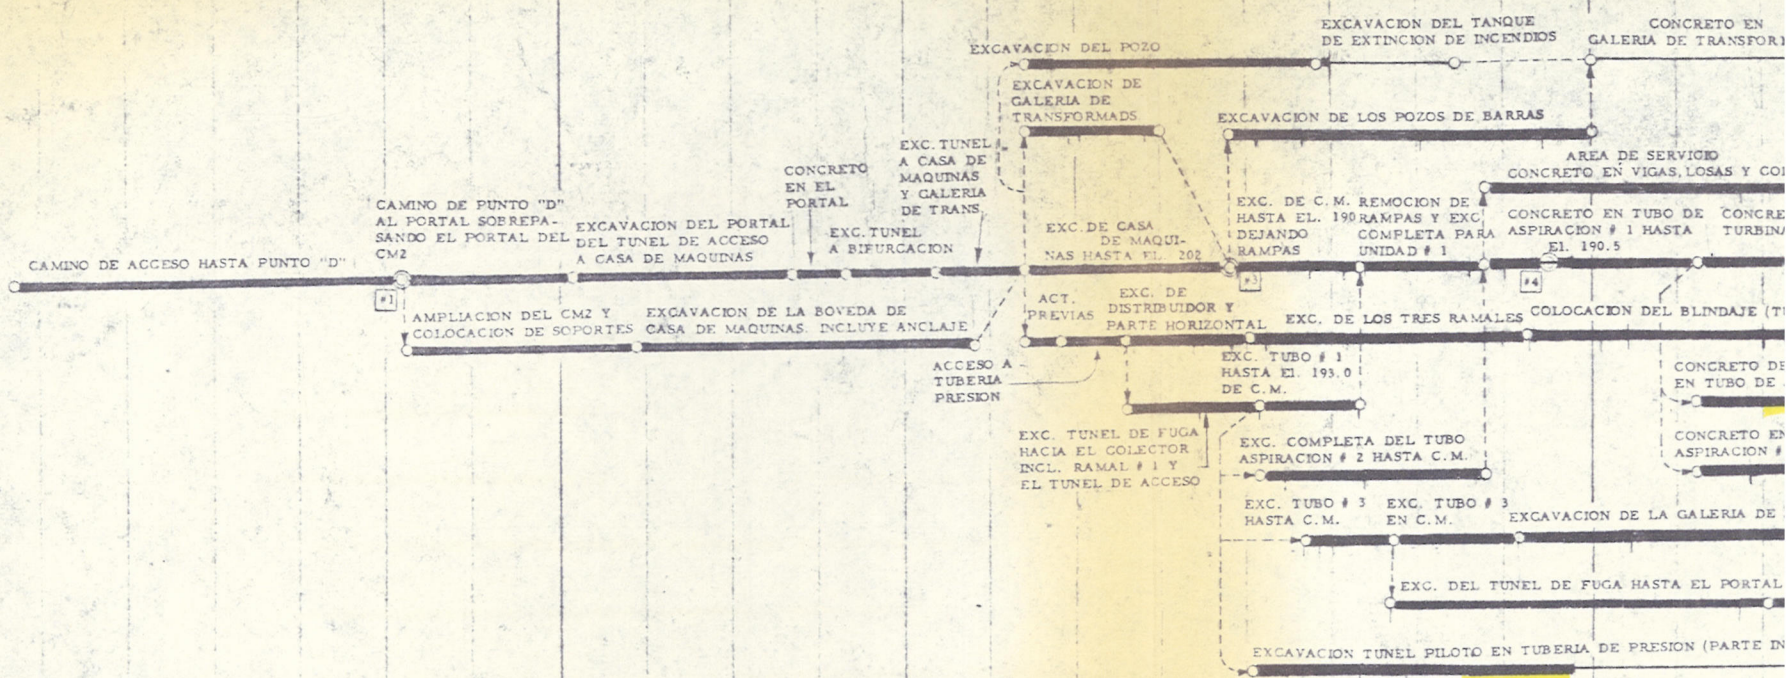 EXCAVACION DEL TANQUE
DE EXTINCION DE INCENDIOS
CONCRETO EN
GALERIA DE TRANSFOR
EXCAVACION DEL POZO
EXCAVACION DE
GALERIA DE
TRANSFORMADS
EXCAVACION DE LOS POZOS DE BARRAS
EXC. TUNEL
A CASA DE
MAQUINAS
Y GALERIA
DE TRANS.
CONCRETO
EN EL
PORTAL
AREA DE SERVICIO
CONCRETO EN VIGAS, LOSAS Y
CAMINO DE PUNTO "D"
AL PORTAL SOBREPA-
SANDO EL PORTAL DEL
CM2
EXCAVACION DEL PORTAL
DEL TUNEL DE ACCESO
A CASA DE MAQUINAS
EXC. TUNEL
A BIFURCACION
EXC. DE CASA
DE MAQUI-
NAS HASTA EL. 202
EXC. DE C. M.
HASTA EL. 190
DEJANDO
RAMPAS
REMOCION DE
RAMPAS Y EXC
COMPLETA PARA
UNIDAD # 1
CONCRETO EN TUBO DE
ASPIRACION # 1 HASTA
El. 190.5
CONCRE
TURBINA
CAMINO DE ACCESO HASTA PUNTO "D"
#1
#3
#4
AMPLIACION DEL CM2 Y
COLOCACION DE SOPORTES
EXCAVACION DE LA BOVEDA DE
CASA DE MAQUINAS. INCLUYE ANCLAJE
ACT.
PREVIAS
EXC. DE
DISTRIBUIDOR Y
PARTE HORIZONTAL
EXC. DE LOS TRES RAMALES
COLOCACION DEL BLINDAJE (T
ACCESO A
TUBERIA
PRESION
EXC. TUBO # 1
HASTA El. 193.0
DE C. M.
CONCRETO DE
EN TUBO DE
EXC. TUNEL DE FUGA
HACIA EL COLECTOR
INCL. RAMAL # 1 Y
EL TUNEL DE ACCESO
EXC. COMPLETA DEL TUBO
ASPIRACION # 2 HASTA C. M.
CONCRETO EN
ASPIRACION #
EXC. TUBO # 3
HASTA C. M.
EXC. TUBO # 3
EN C. M.
EXCAVACION DE LA GALERIA DE
EXC. DEL TUNEL DE FUGA HASTA EL PORTAL
EXCAVACION TUNEL PILOTO EN TUBERIA DE PRESION (PARTE IN